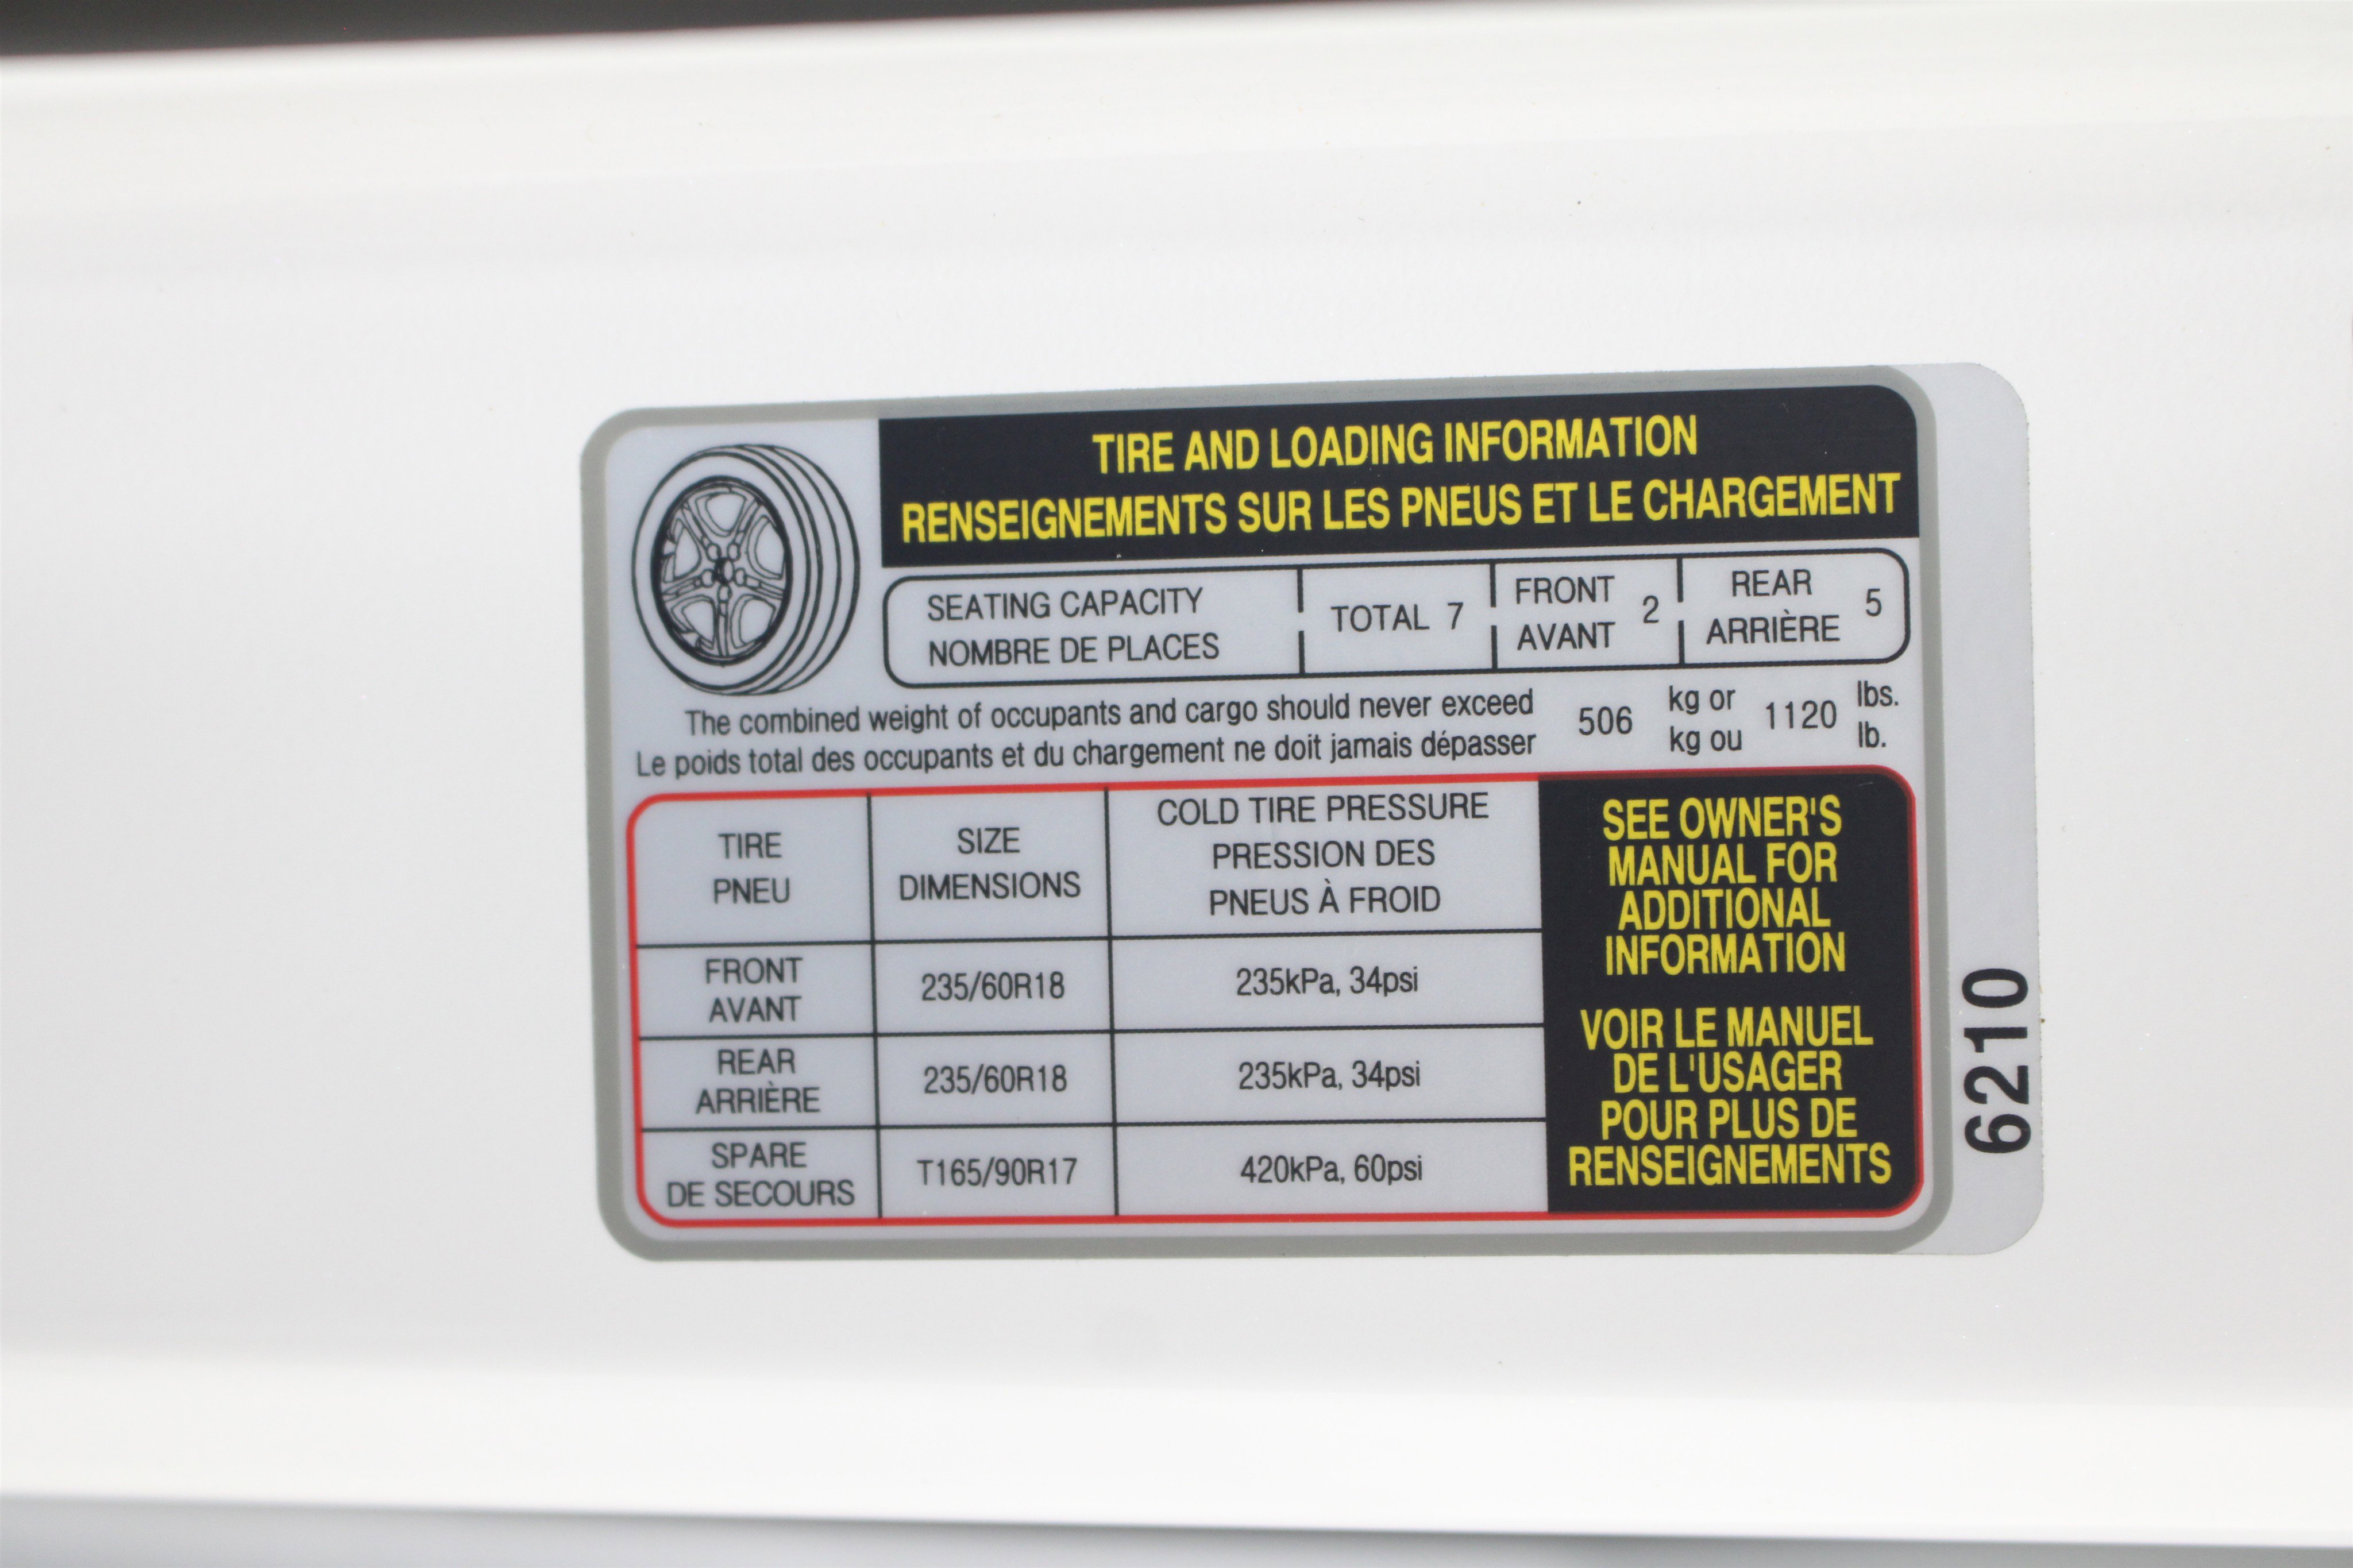 TIRE AND LOADING INFORMATION
RENSEIGNEMENTS SUR LES PNEUS ET LE CHARGEMENT
SEATING CAPACITY
NOMBRE DE PLACES
TOTAL 7
FRONT
AVANT
2
REAR
ARRIÈRE
5
The combined weight of occupants and cargo should never exceed
Le poids total des occupants et du chargement ne doit jamais dépasser
506
kg or
kg ou
1120
lbs.
lb.
TIRE
PNEU
SIZE
DIMENSIONS
COLD TIRE PRESSURE
PRESSION DES
PNEUS À FROID
FRONT
AVANT
235/60R18
235kPa, 34psi
REAR
ARRIÈRE
235/60R18
235kPa, 34psi
SPARE
DE SECOURS
T165/90R17
420kPa, 60psi
SEE OWNER'S
MANUAL FOR
ADDITIONAL
INFORMATION
VOIR LE MANUEL
DE L'USAGER
POUR PLUS DE
RENSEIGNEMENTS
6210